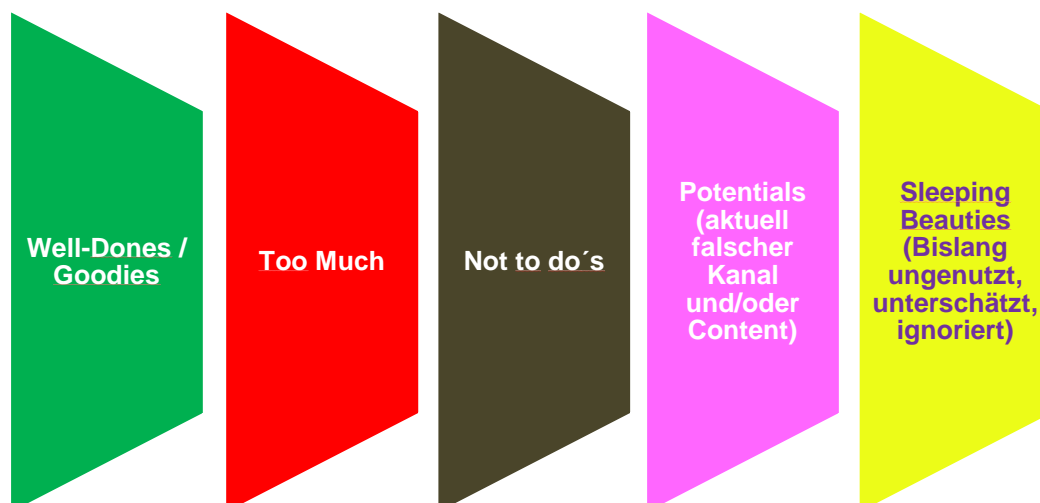 Well-Dones /
Goodies
Too Much
Not to do´s
Potentials
(aktuell
falscher
Kanal
und/oder
Content)
Sleeping
Beauties
(Bislang
ungenutzt,
unterschätzt,
ignoriert)